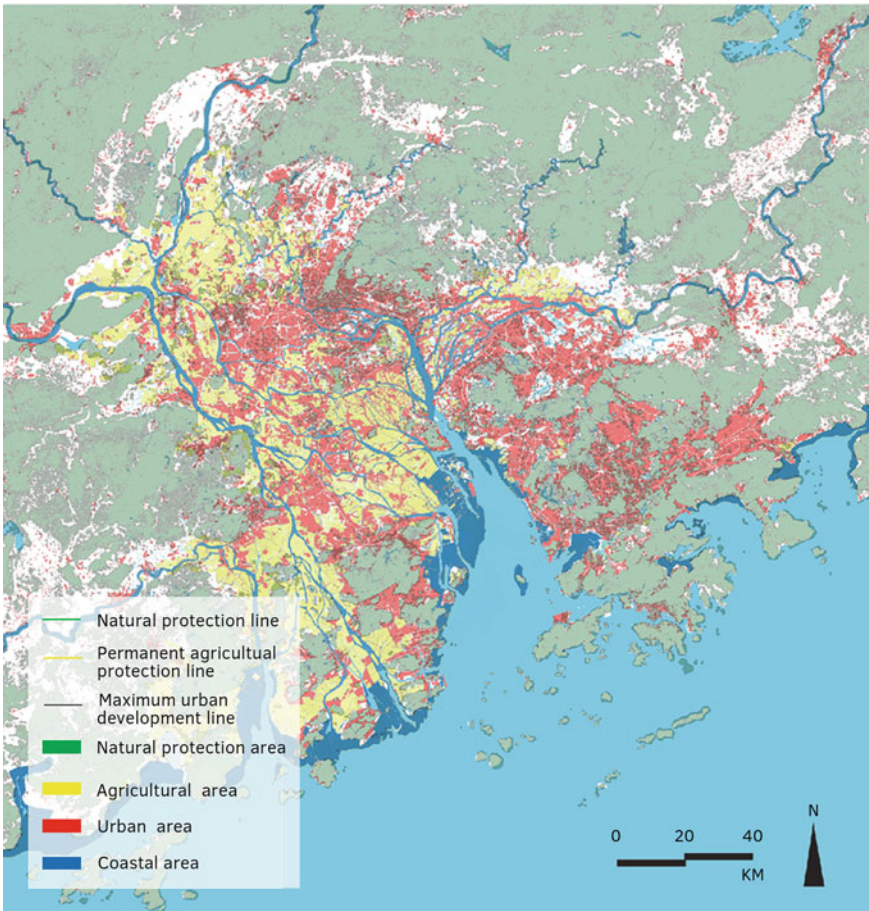 Natural protection line
Permanent agricultual
protection line
Maximum urban
development line
Natural protection area
Agricultural area
Urban area
Coastal area
0 20 40
KM
N